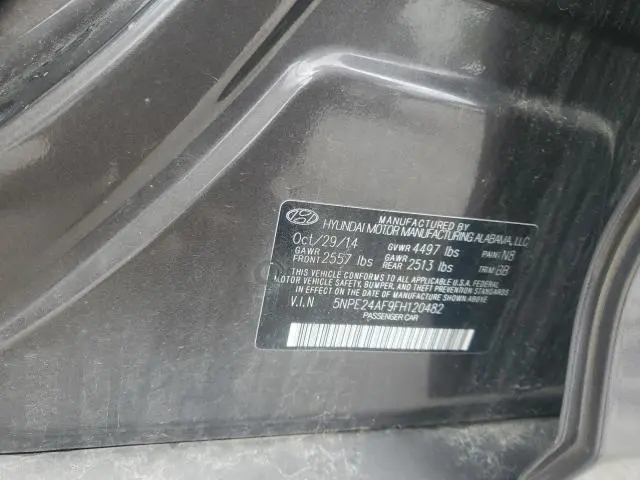 MANUFACTURED BY
HYUNDAI MOTOR MANUFACTURING ALABAMA, LLC
Oct/29/14 GVWR 4497 lbs PAINT N8
GAWR FRONT 2557 lbs GAWR REAR 2513 lbs TRIM BB
THIS VEHICLE CONFORMS TO ALL APPLICABLE U.S.A. FEDERAL
MOTOR VEHICLE SAFETY, BUMPER, AND THEFT PREVENTION STANDARDS
IN EFFECT ON THE DATE OF MANUFACTURE SHOWN ABOVE.
V.I.N 5NPE24AF9FH120482
PASSENGER CAR